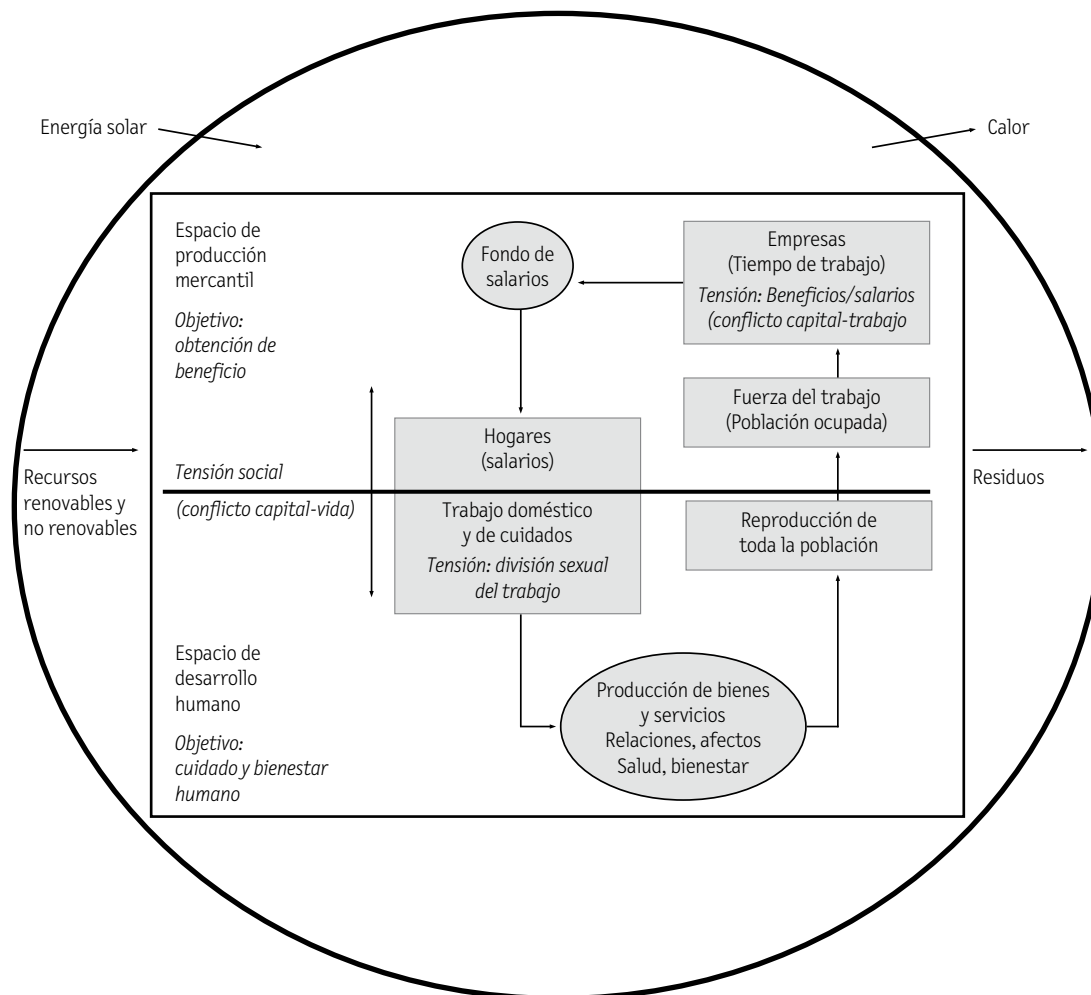 Energía solar
Calor
Espacio de
producción
mercantil
Objetivo:
obtención de
beneficio
Fondo de
salarios
Empresas
(Tiempo de trabajo)
Tensión: Beneficios/salarios
(conflicto capital-trabajo
Fuerza del trabajo
(Población ocupada)
Hogares
(salarios)
Recursos
renovables y
no renovables
Tensión social
(conflicto capital-vida)
Residuos
Trabajo doméstico
y de cuidados
Tensión: división sexual
del trabajo
Reproducción de
toda la población
Espacio de
desarrollo
humano
Objetivo:
cuidado y bienestar
humano
Producción de bienes
y servicios
Relaciones, afectos
Salud, bienestar